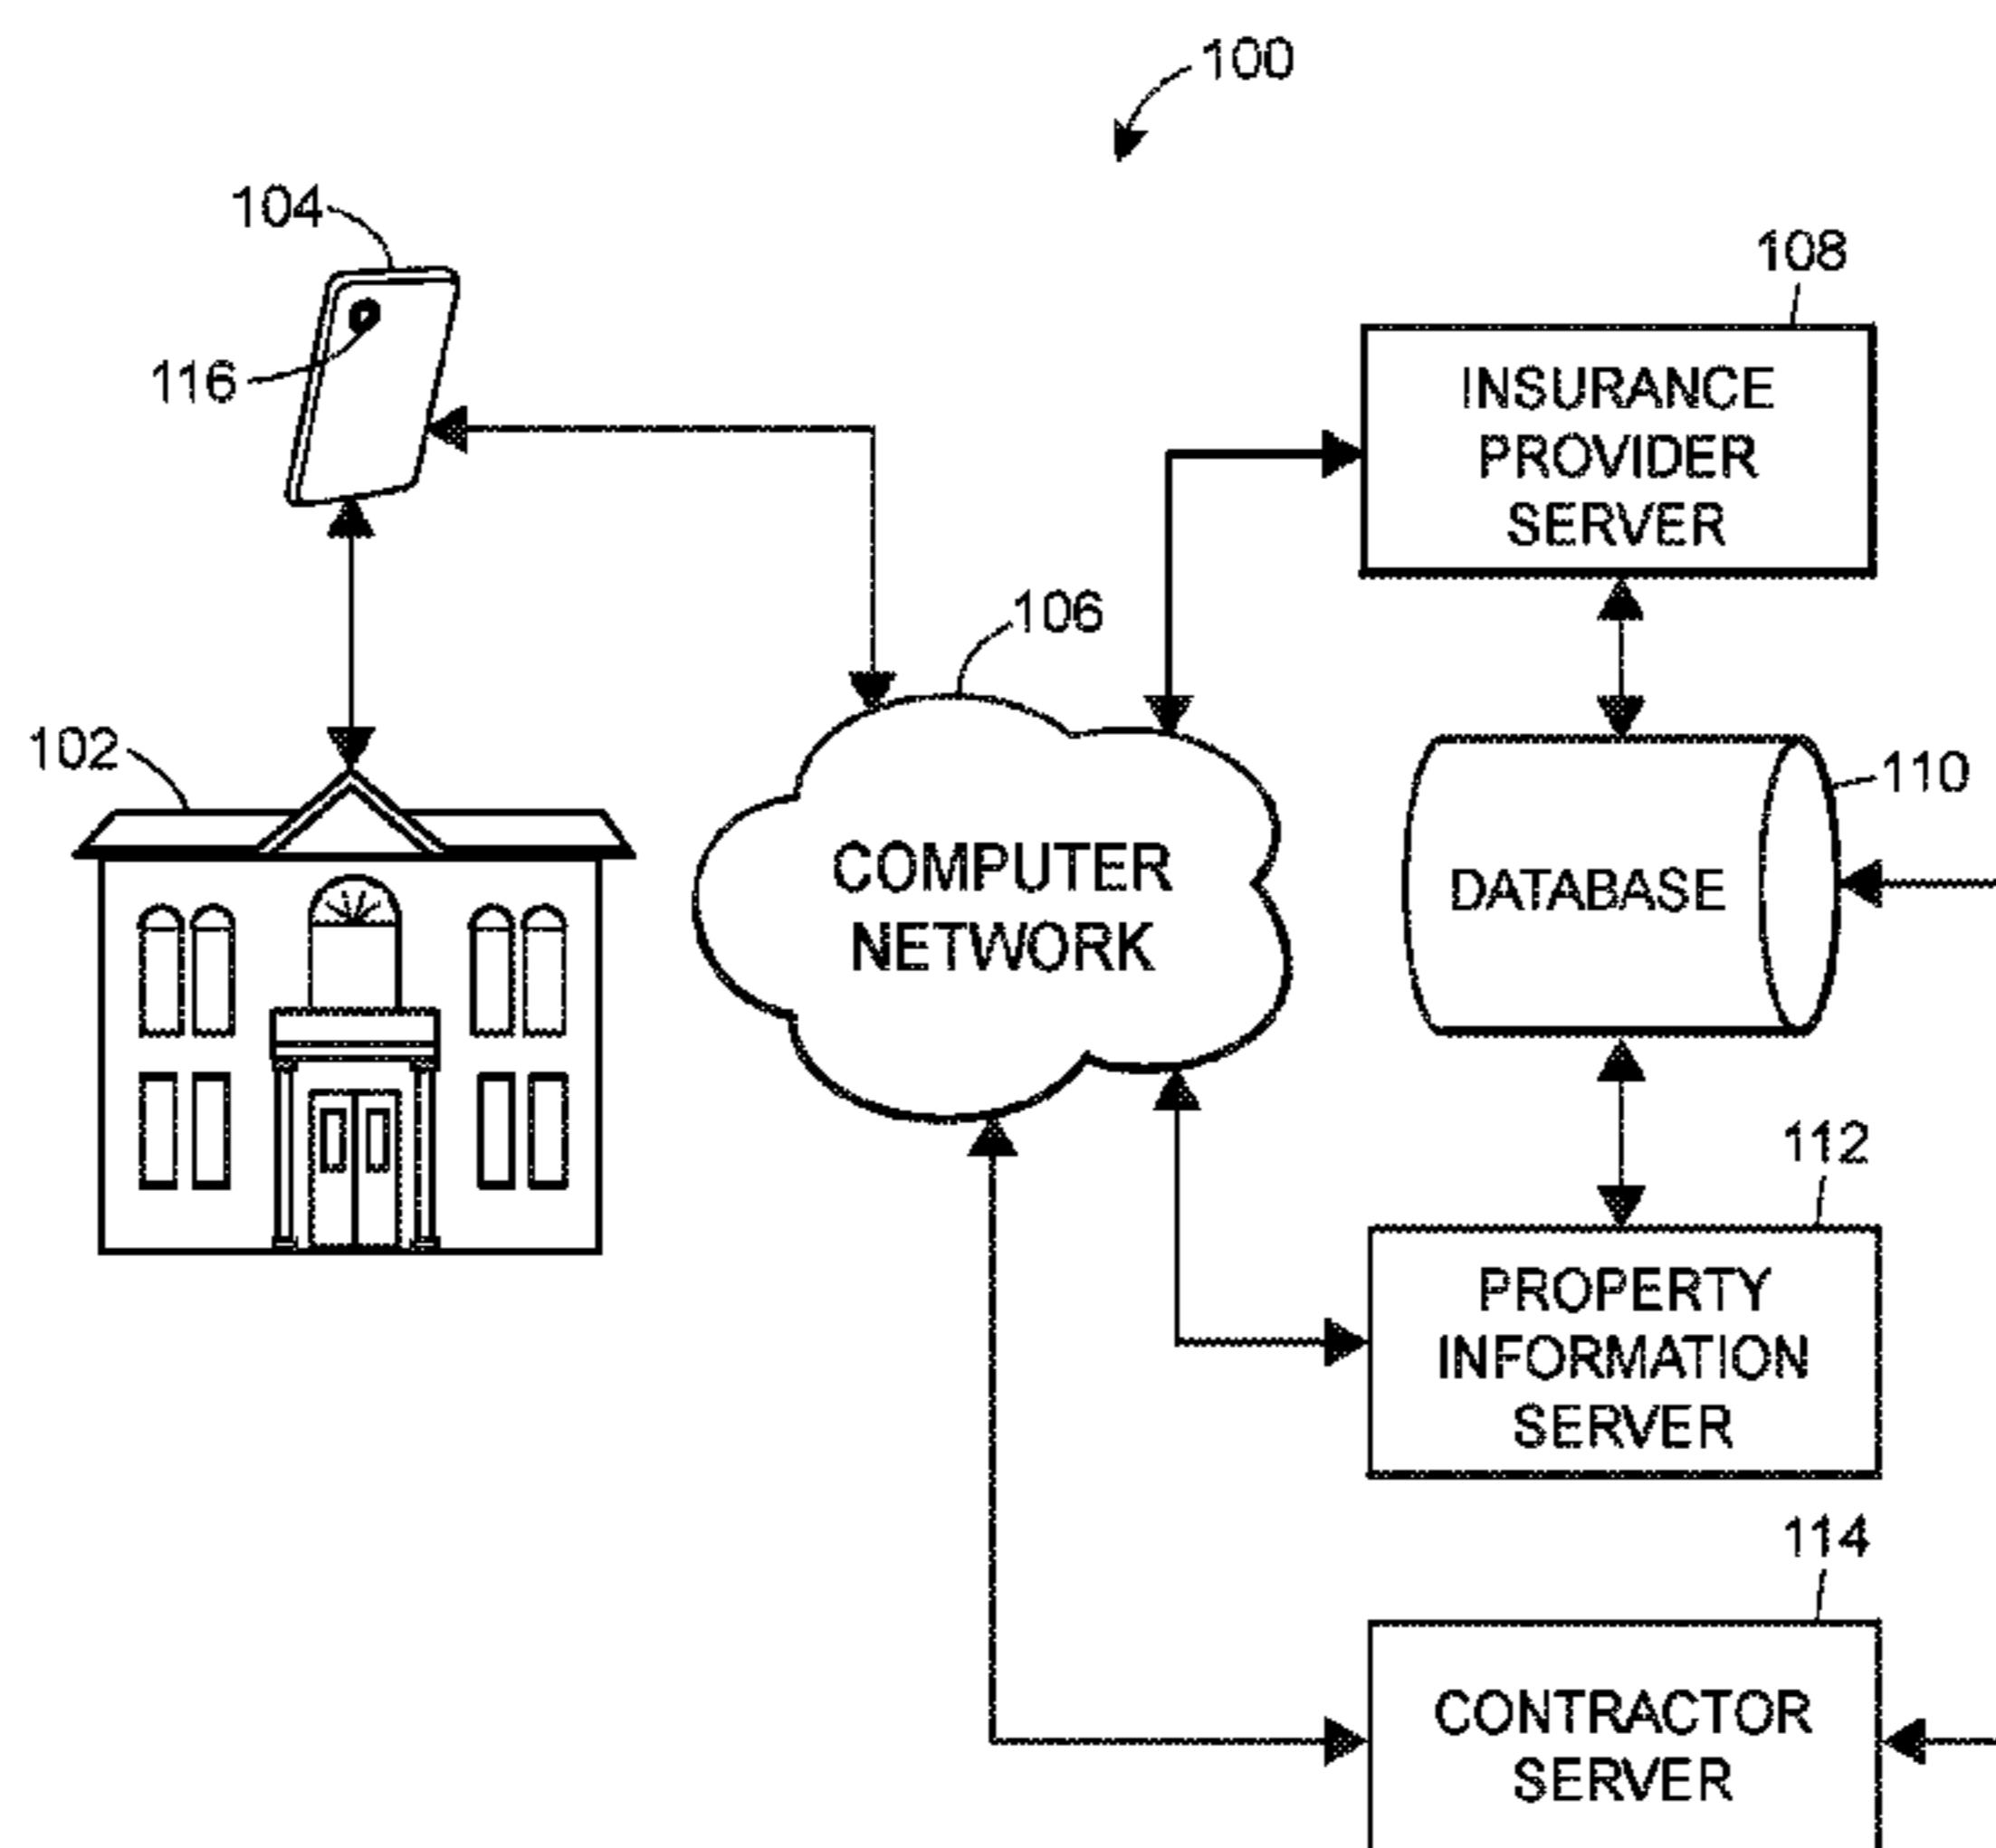 100
104
108
116
INSURANCE
PROVIDER
SERVER
106
102
110
COMPUTER
NETWORK
DATABASE
112
PROPERTY
INFORMATION
SERVER
114
CONTRACTOR
SERVER